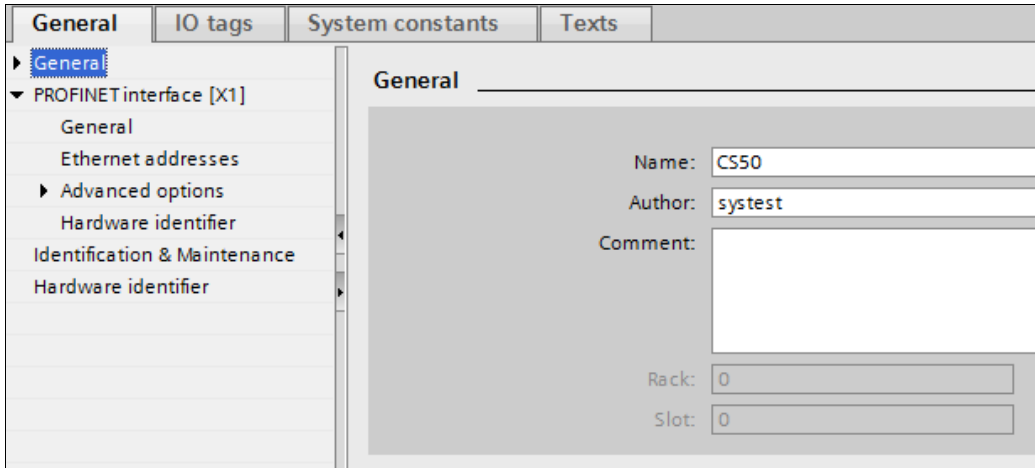 General IO tags System constants Texts
General
PROFINET interface [X1]
General
Ethernet addresses
Advanced options
Hardware identifier
Identification & Maintenance
Hardware identifier
General
Name: CS50
Author: systest
Comment:
Rack: 0
Slot: 0